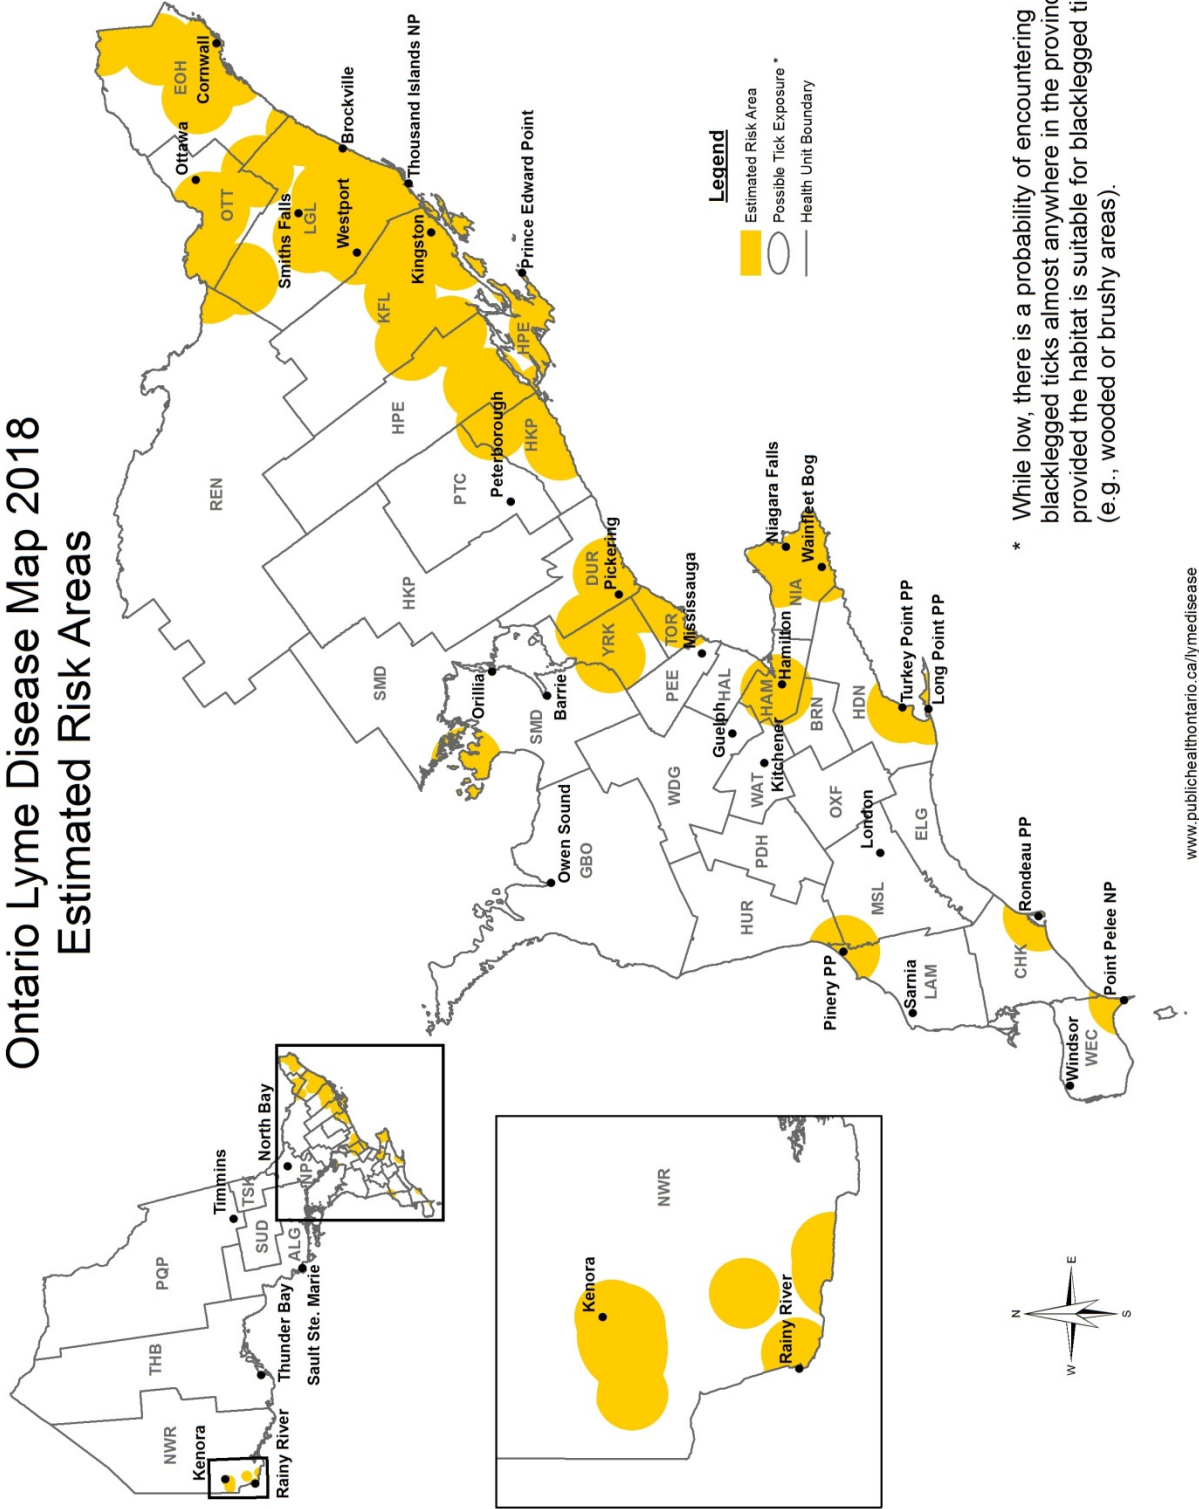 Ontario Lyme Disease Map 2018
Estimated Risk Areas
PQP
THB
NWR
TSK
SUD
ALG
NPS
Timmins
North Bay
Sault Ste. Marie
Thunder Bay
Kenora
Rainy River
NWR
Kenora
Rainy River
REN
OTT
Ottawa
EOH
Cornwall
Smiths Falls
LGL
Brockville
Westport
Thousand Islands NP
KFL
Kingston
HPE
HPE
Prince Edward Point
HKP
PTC
Peterborough
HKP
SMD
Orillia
Barrie
SMD
DUR
Pickering
YRK
TOR
Mississauga
PEE
HAL
Owen Sound
GBO
WDG
Guelph
WAT
Kitchener
HAM
Hamilton
NIA
Niagara Falls
Wainfleet Bog
BRN
HDN
Turkey Point PP
Long Point PP
HUR
PDH
OXF
London
ELG
MSL
Pinery PP
Sarnia
LAM
CHK
Rondeau PP
Windsor
WEC
Point Pelee NP
Legend
Estimated Risk Area
Possible Tick Exposure *
Health Unit Boundary
N
W
E
S
* While low, there is a probability of encountering
blacklegged ticks almost anywhere in the provinc
provided the habitat is suitable for blacklegged ti
(e.g., wooded or brushy areas).
www.publichealthontario.ca/lymedisease